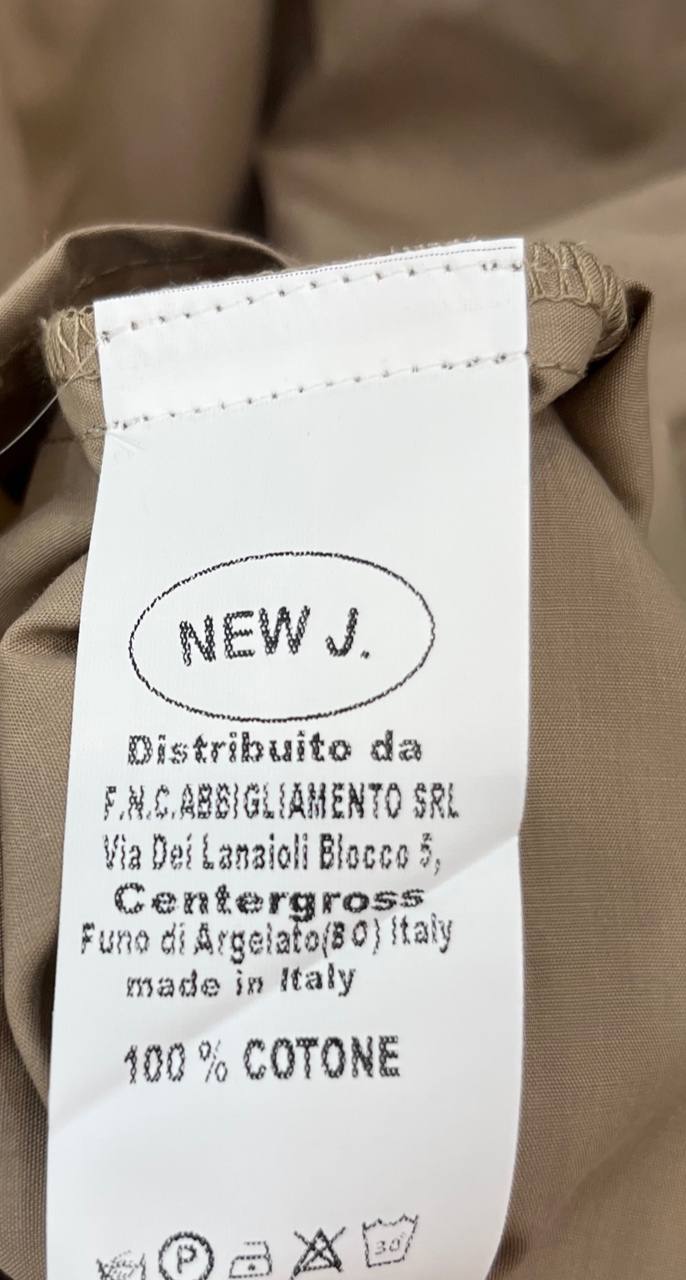 NEW J.
Distribuito da
F.N.C.ABBIGLIAMENTO SRL
Via Dei Lanaioli Blocco 5,
Centergross
Funo di Argelato(BO) Italy
made in Italy
100 % COTONE
P 30°